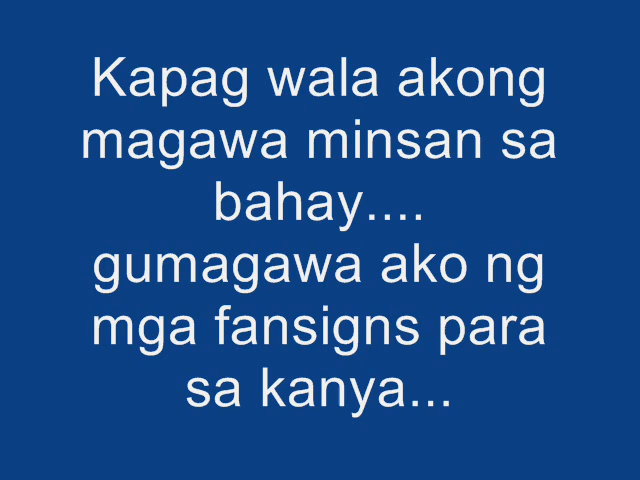 Kapag wala akong
magawa minsan sa
bahay....
gumagawa ako ng
mga fansigns para
sa kanya...